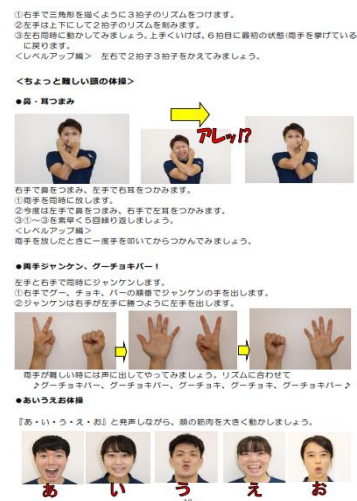 ①右手で三角形を描くように3拍子のリズムをつけます。
②左手は上下にして2拍子のリズムを刻みます。
③左右同時に動かしてみましょう。上手くいけば、6拍目に最初の状態(両手を挙げている
に戻ります。
<レベルアップ編> 左右で2拍子3拍子をかえてみましょう。
<ちょっと難しい頭の体操>
●鼻・耳つまみ
アレッ!?
右手で鼻をつまみ、左手で右耳をつかみます。
①両手を同時に放します。
②今度は左手で鼻をつまみ、右手で左耳をつかみます。
③①～③を素早く5回繰り返しましょう。
<レベルアップ編>
両手を放したときに一度手を叩いてからつかんでみましょう。
●両手ジャンケン、グーチョキパー!
左手と右手で同時にジャンケンします。
①右手でグー、チョキ、パーの順番でジャンケンの手を出します。
②ジャンケンは右手が左手に勝つように左手を出します。
両手が難しい時には声に出してやってみましょう。リズムに合わせて
♪グーチョキパー、グーチョキパー、グーチョキ、グーチョキ、グーチョキパー♪
●あいうえお体操
『あ・い・う・え・お』と発声しながら、顔の筋肉を大きく動かしましょう。
あ い う え お